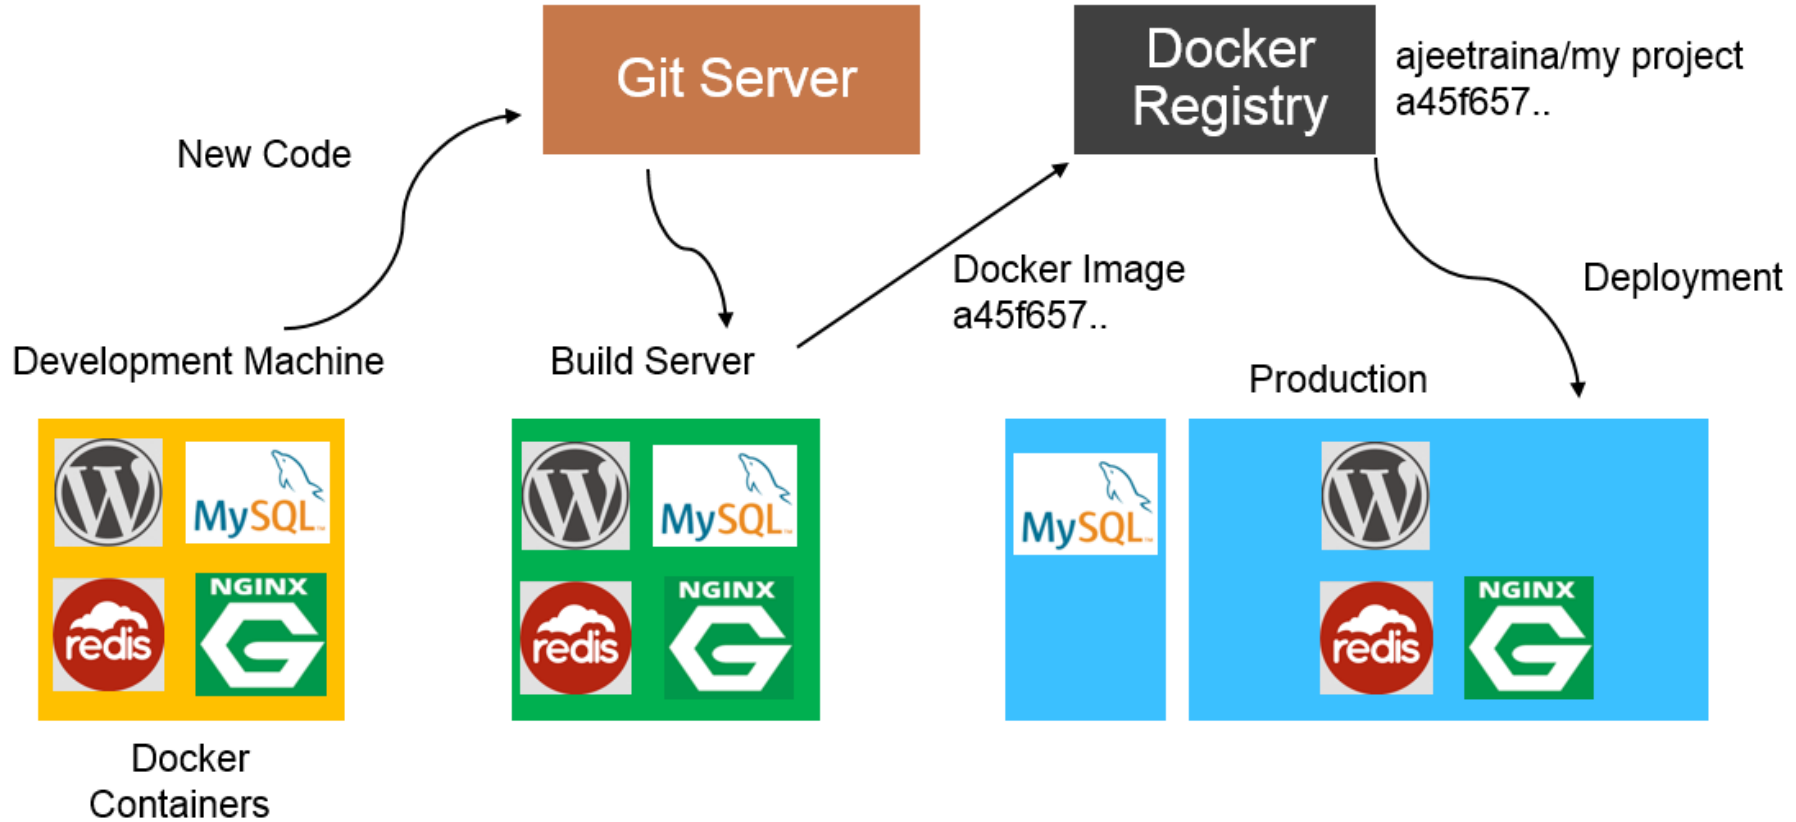 Git Server
Docker
Registry
ajeetraina/my project
a45f657..
New Code
Docker Image
a45f657..
Deployment
Development Machine
Build Server
Production
W
MySQL
redis
NGINX
G
W
MySQL
redis
NGINX
G
MySQL
W
redis
NGINX
G
Docker
Containers